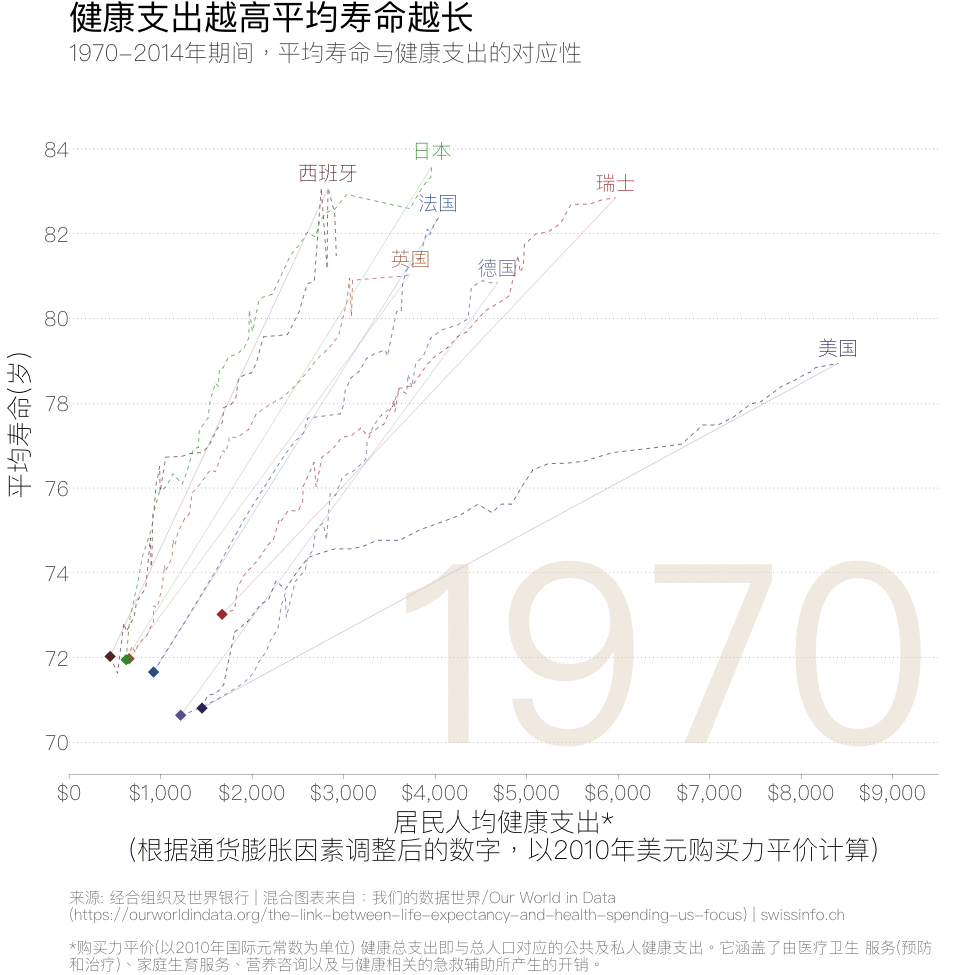 健康支出越高平均寿命越长
1970–2014年期间，平均寿命与健康支出的对应性
84
日本
西班牙
瑞士
法国
82
英国
德国
80
美国
平均寿命(岁)
78
76
74
1970
72
70
$0 $1,000 $2,000 $3,000 $4,000 $5,000 $6,000 $7,000 $8,000 $9,000
居民人均健康支出*
(根据通货膨胀因素调整后的数字，以2010年美元购买力平价计算)
来源: 经合组织及世界银行 | 混合图表来自：我们的数据世界/Our World in Data
(https://ourworldindata.org/the-link-between-life-expectancy-and-health-spending-us-focus) | swissinfo.ch
*购买力平价(以2010年国际元常数为单位) 健康总支出即与总人口对应的公共及私人健康支出。它涵盖了由医疗卫生 服务(预防
和治疗)、家庭生育服务、营养咨询以及与健康相关的急救辅助所产生的开销。